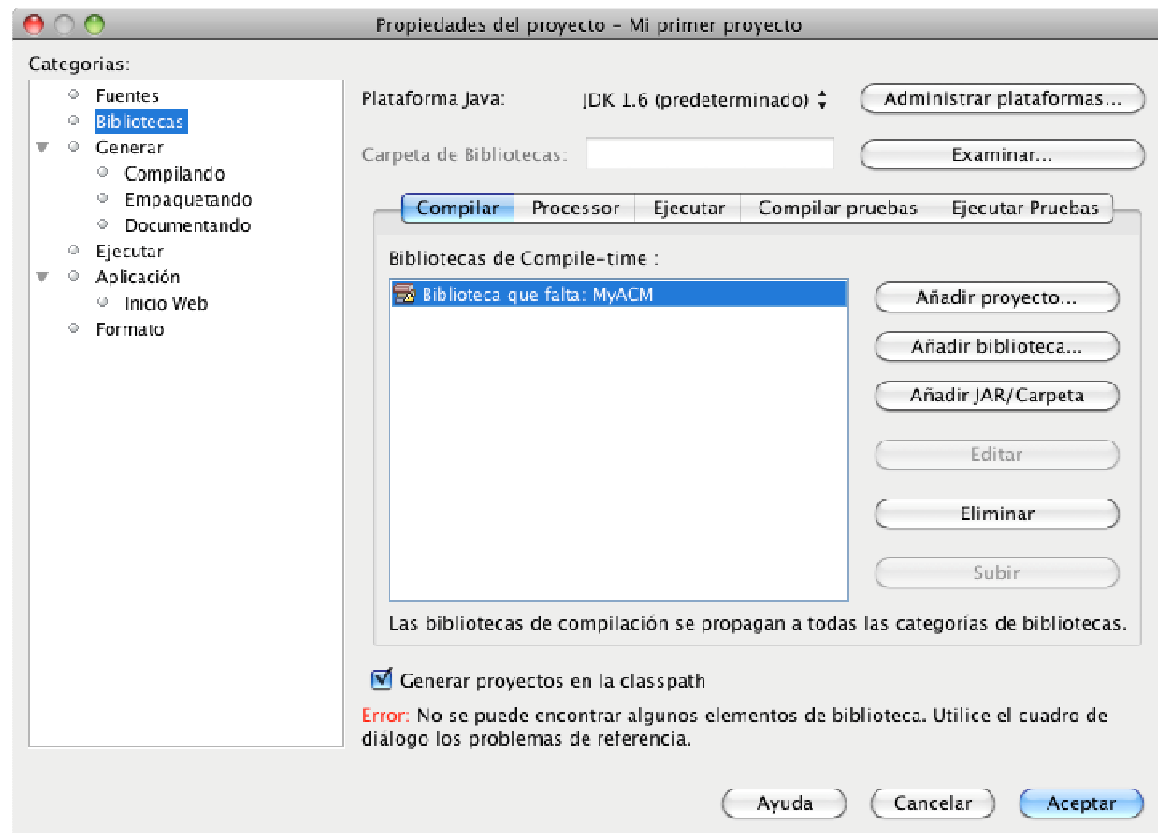 Propiedades del proyecto – Mi primer proyecto
Categorías:
Fuentes
Bibliotecas
Generar
Compilando
Empaquetando
Documentando
Ejecutar
Aplicación
Inicio Web
Formato
Plataforma Java: JDK 1.6 (predeterminado) Administrar plataformas...
Carpeta de Bibliotecas: Examinar...
Compilar Processor Ejecutar Compilar pruebas Ejecutar Pruebas
Bibliotecas de Compile-time :
Biblioteca que falta: MyACM
Añadir proyecto...
Añadir biblioteca...
Añadir JAR/Carpeta
Editar
Eliminar
Subir
Las bibliotecas de compilación se propagan a todas las categorías de bibliotecas.
Generar proyectos en la classpath
Error: No se puede encontrar algunos elementos de biblioteca. Utilice el cuadro de
diálogo los problemas de referencia.
Ayuda Cancelar Aceptar